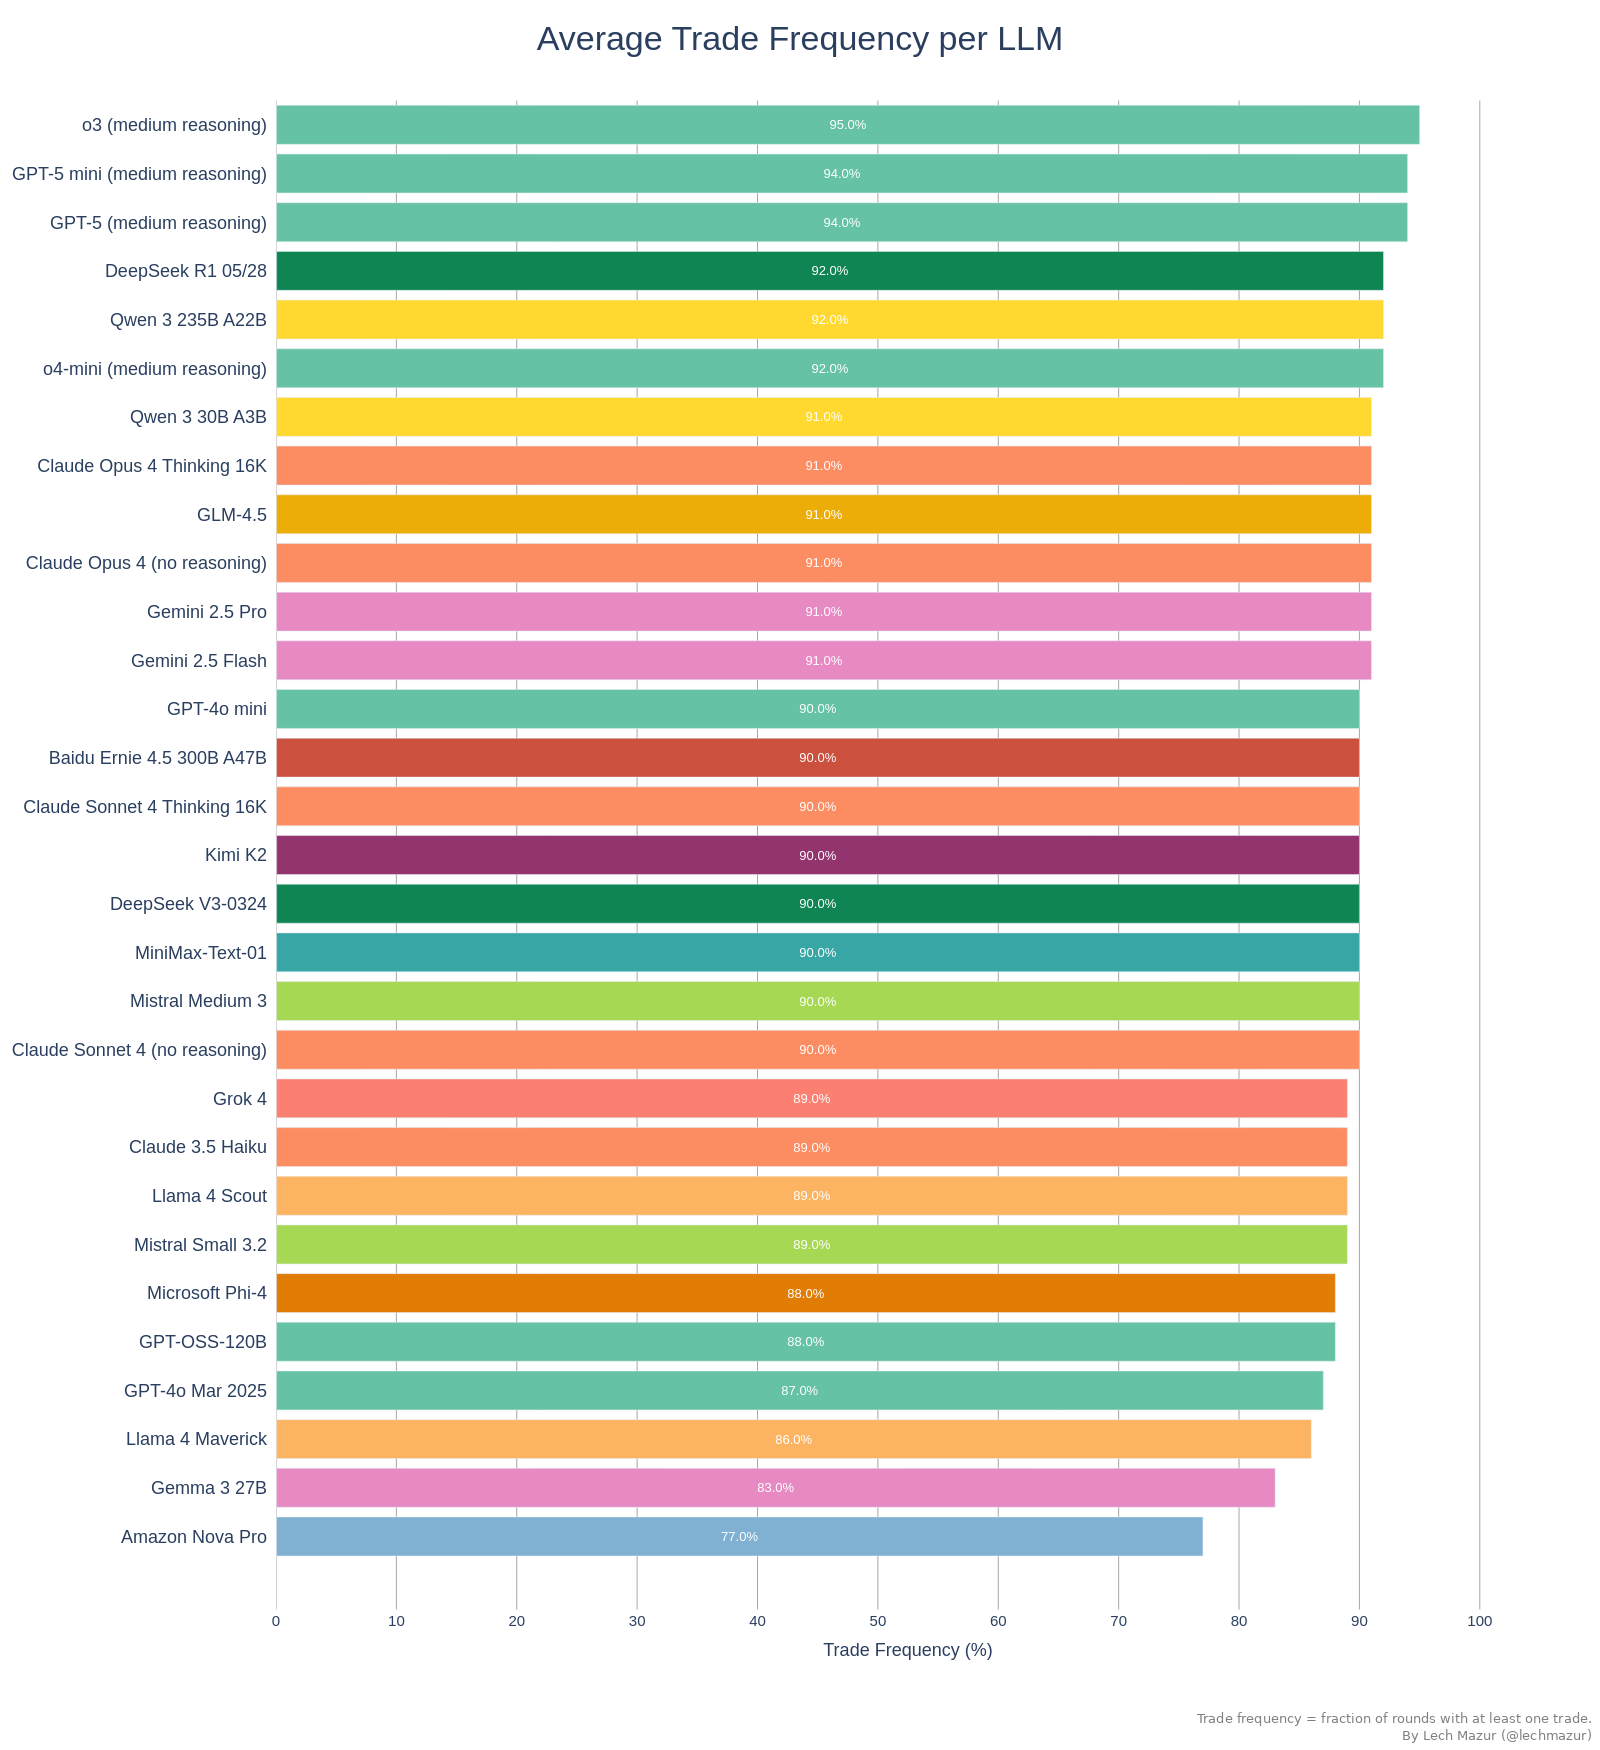 Average Trade Frequency per LLM
o3 (medium reasoning) 95.0%
GPT-5 mini (medium reasoning) 94.0%
GPT-5 (medium reasoning) 94.0%
DeepSeek R1 05/28 92.0%
Qwen 3 235B A22B 92.0%
o4-mini (medium reasoning) 92.0%
Qwen 3 30B A3B 91.0%
Claude Opus 4 Thinking 16K 91.0%
GLM-4.5 91.0%
Claude Opus 4 (no reasoning) 91.0%
Gemini 2.5 Pro 91.0%
Gemini 2.5 Flash 91.0%
GPT-4o mini 90.0%
Baidu Ernie 4.5 300B A47B 90.0%
Claude Sonnet 4 Thinking 16K 90.0%
Kimi K2 90.0%
DeepSeek V3-0324 90.0%
MiniMax-Text-01 90.0%
Mistral Medium 3 90.0%
Claude Sonnet 4 (no reasoning) 90.0%
Grok 4 89.0%
Claude 3.5 Haiku 89.0%
Llama 4 Scout 89.0%
Mistral Small 3.2 89.0%
Microsoft Phi-4 88.0%
GPT-OSS-120B 88.0%
GPT-4o Mar 2025 87.0%
Llama 4 Maverick 86.0%
Gemma 3 27B 83.0%
Amazon Nova Pro 77.0%
0 10 20 30 40 50 60 70 80 90 100
Trade Frequency (%)
Trade frequency = fraction of rounds with at least one trade.
By Lech Mazur (@lechmazur)